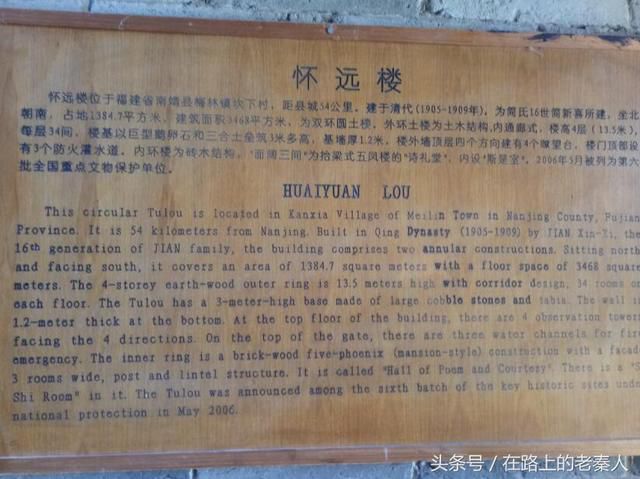 怀远楼
怀远楼位于福建省南靖县梅林镇坎下村，距县城54公里。建于清代(1905-1909年)，为简氏16世简新喜所建，坐北
朝南，占地1384.7平方米，建筑面积3468平方米，为双环圆土楼，外环土楼为土木结构,内通廊式，楼高4层(13.5米),
每层34间，楼基以巨型鹅卵石和三合土垒筑3米多高，基墙厚1.2米，楼外墙顶层四个方向建有4个瞭望台，楼门顶部设
有3个防火灌水道。内环楼为砖木结构，"面阔三间"为抬梁式五凤楼的"诗礼堂"，内设"斯是室"，2006年5月被列为第六
批全国重点文物保护单位。
HUAIYUAN LOU
This circular Tulou is located in Kanxia Village of Meilin Town in Nanjing County, Fujian
Province. It is 54 kilometers from Nanjing. Built in Qing Dynasty (1905-1909) by JIAN Xin-Xi, the
16th generation of JIAN family, the building comprises two annular constructions. Sitting north
and facing south, it covers an area of 1384.7 square meters with a floor space of 3468 square
meters. The 4-storey earth-wood outer ring is 13.5 meters high with corridor design, 34 rooms on
each floor. The Tulou has a 3-meter-high base made of large cobble stones and tabia. The wall is
1.2-meter thick at the bottom. At the top floor of the building, there are 4 observation tower
facing the 4 directions. On the top of the gate, there are three water channels for fire
emergency. The inner ring is a brick-wood five-phoenix (mansion-style) construction with a facad
3 rooms wide, post and lintel structure. It is called "Hall of Poem and Courtesy". There is a "S
Shi Room" in it. The Tulou was announced among the sixth batch of the key historic sites unde
national protection in May 2006.
头条号 / 在路上的老秦人